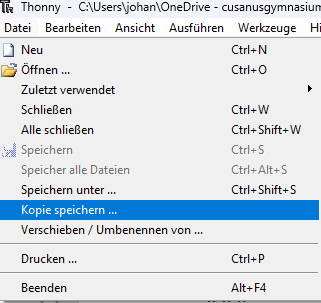 Thonny - C:\Users\johan\OneDrive - cusanusgymnasium
Datei Bearbeiten Ansicht Ausführen Werkzeuge Hi
Neu Ctrl+N
Öffnen ... Ctrl+O
Zuletzt verwendet
Schließen Ctrl+W
Alle schließen Ctrl+Shift+W
Speichern Ctrl+S
Speicher alle Dateien Ctrl+Alt+S
Speichern unter ... Ctrl+Shift+S
Kopie speichern ...
Verschieben / Umbenennen von ...
Drucken ... Ctrl+P
Beenden Alt+F4